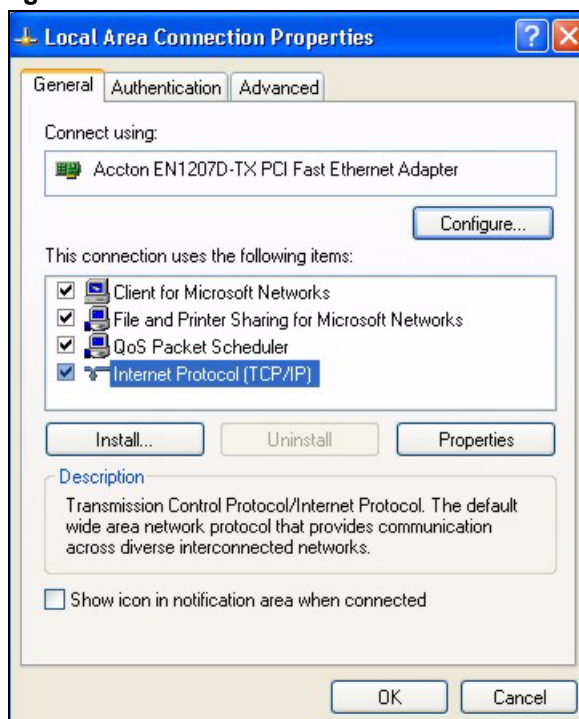 Local Area Connection Properties
General Authentication Advanced
Connect using:
Accton EN1207D-TX PCI Fast Ethernet Adapter
Configure...
This connection uses the following items:
Client for Microsoft Networks
File and Printer Sharing for Microsoft Networks
QoS Packet Scheduler
Internet Protocol (TCP/IP)
Install... Uninstall Properties
Description
Transmission Control Protocol/Internet Protocol. The default
wide area network protocol that provides communication
across diverse interconnected networks.
Show icon in notification area when connected
OK Cancel